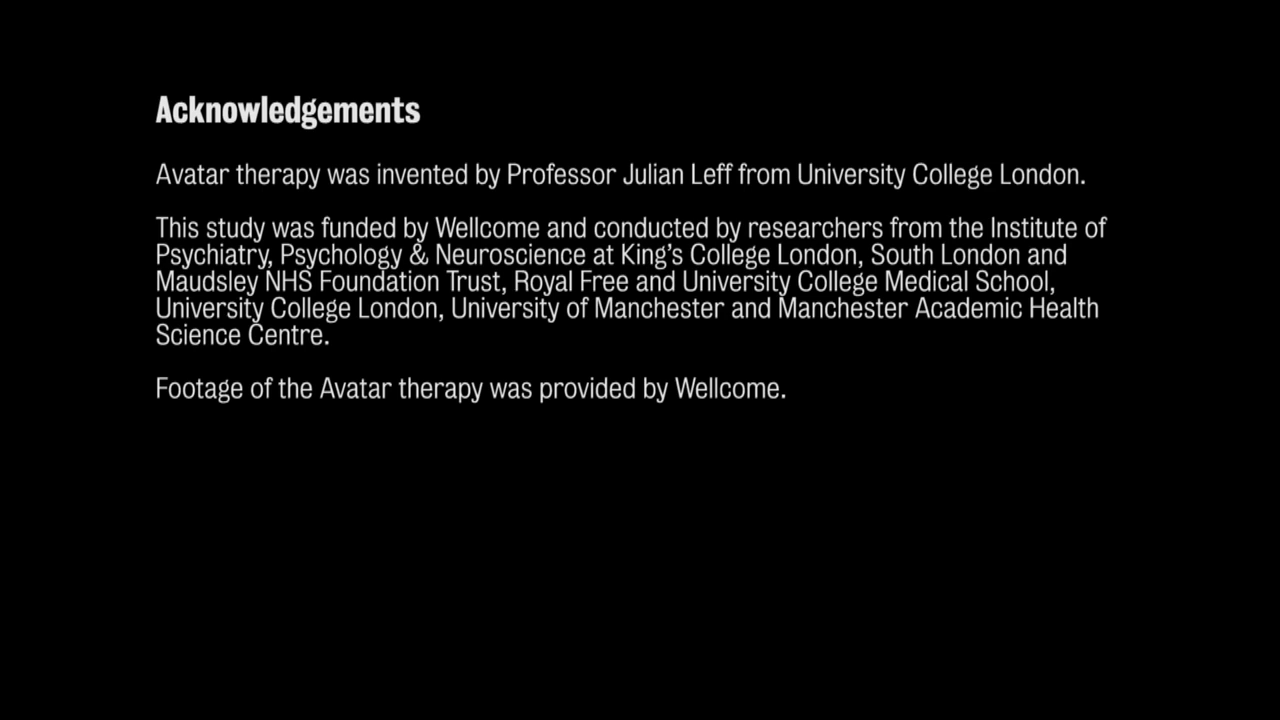 Acknowledgements
Avatar therapy was invented by Professor Julian Leff from University College London.
This study was funded by Wellcome and conducted by researchers from the Institute of
Psychiatry, Psychology & Neuroscience at King’s College London, South London and
Maudsley NHS Foundation Trust, Royal Free and University College Medical School,
University College London, University of Manchester and Manchester Academic Health
Science Centre.
Footage of the Avatar therapy was provided by Wellcome.